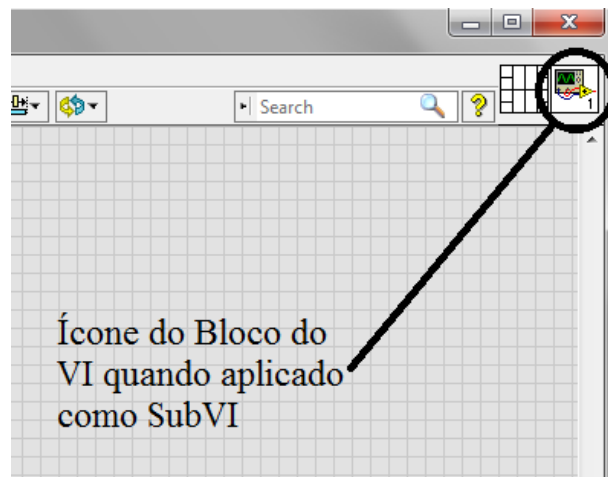 Search
?
1
Ícone do Bloco do
VI quando aplicado
como SubVI